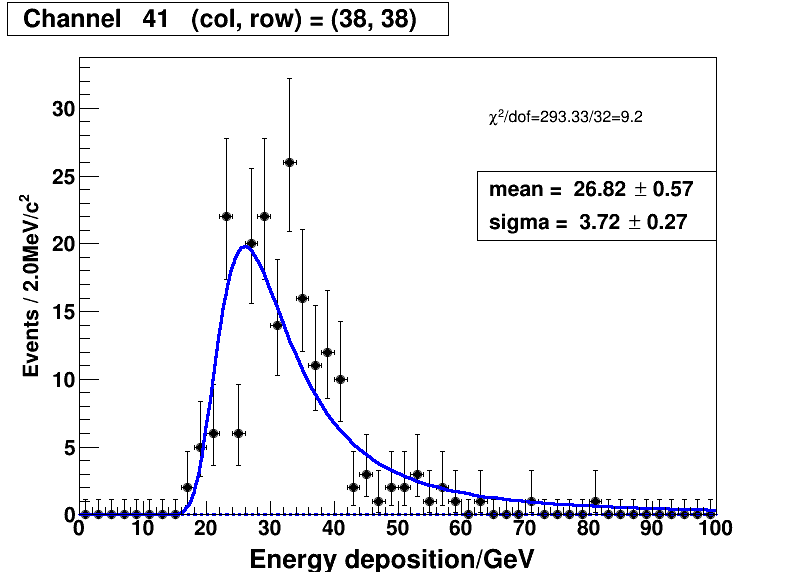 Channel 41 (col, row) = (38, 38)
χ²/dof=293.33/32=9.2
mean = 26.82 ± 0.57
sigma = 3.72 ± 0.27
Events / 2.0MeV/c²
30
25
20
15
10
5
0
0 10 20 30 40 50 60 70 80 90 100
Energy deposition/GeV